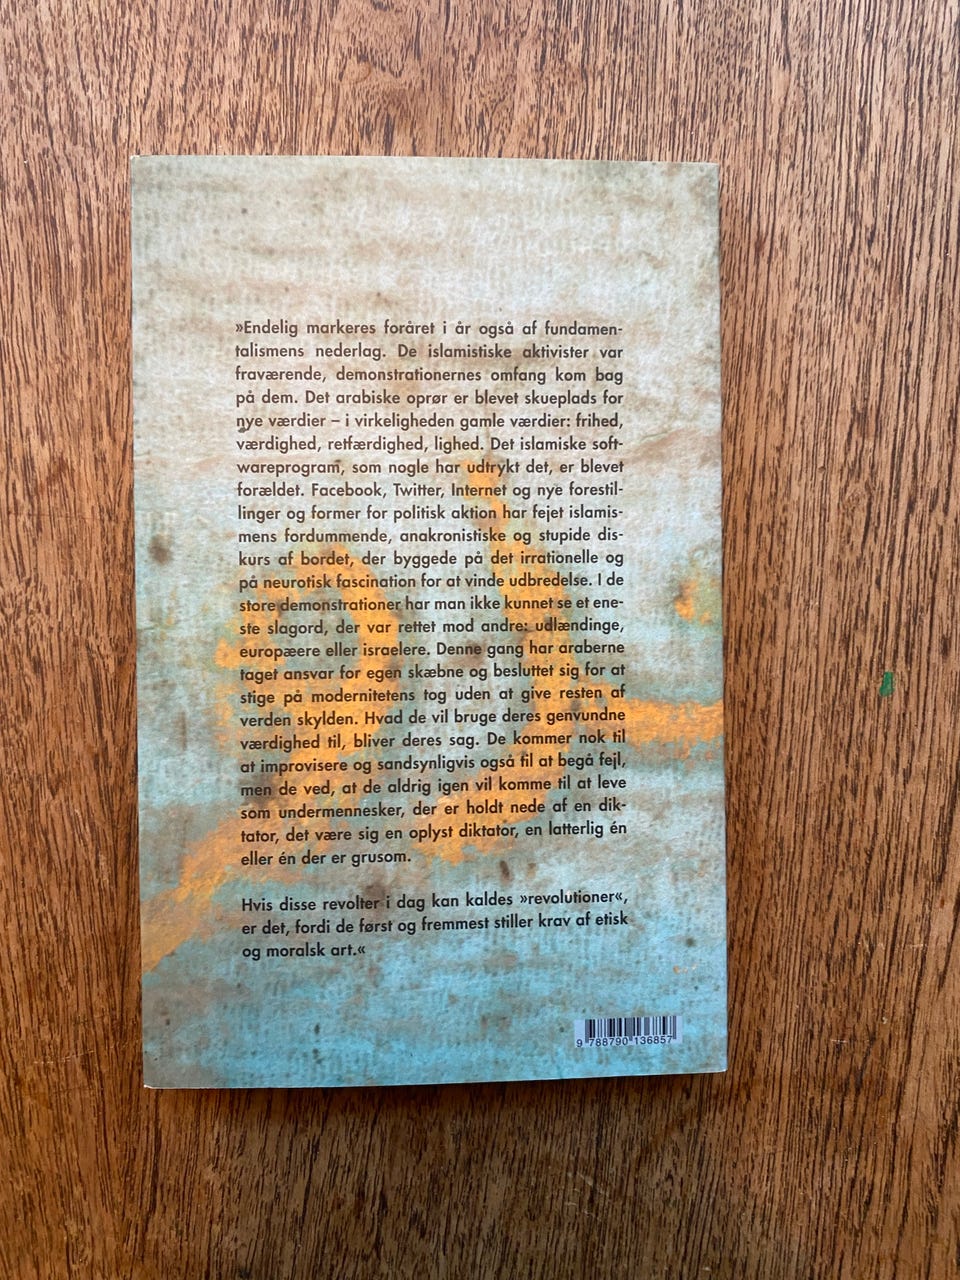 »Endelig markeres foråret i år også af fundamen-
talismens nederlag. De islamistiske aktivister var
fraværende, demonstrationernes omfang kom bag
på dem. Det arabiske oprør er blevet skueplads for
nye værdier – i virkeligheden gamle værdier: frihed,
værdighed, retfærdighed, lighed. Det islamiske soft-
wareprogram, som nogle har udtrykt det, er blevet
forældet. Facebook, Twitter, Internet og nye forestil-
linger og former for politisk aktion har fejet islamis-
mens fordummende, anakronistiske og stupide dis-
kurs af bordet, der byggede på det irrationelle og
på neurotisk fascination for at vinde udbredelse. I de
store demonstrationer har man ikke kunnet se et ene-
ste slagord, der var rettet mod andre: udlændinge,
europæere eller israelere. Denne gang har araberne
taget ansvar for egen skæbne og besluttet sig for at
stige på modernitetens tog uden at give resten af
verden skylden. Hvad de vil bruge deres genvundne
værdighed til, bliver deres sag. De kommer nok til
at improvisere og sandsynligvis også til at begå fejl,
men de ved, at de aldrig igen vil komme til at leve
som undermennesker, der er holdt nede af en dik-
tator, det være sig en oplyst diktator, en latterlig én
eller én der er grusom.
Hvis disse revolter i dag kan kaldes »revolutioner«,
er det, fordi de først og fremmest stiller krav af etisk
og moralsk art.«
9 788790 136857